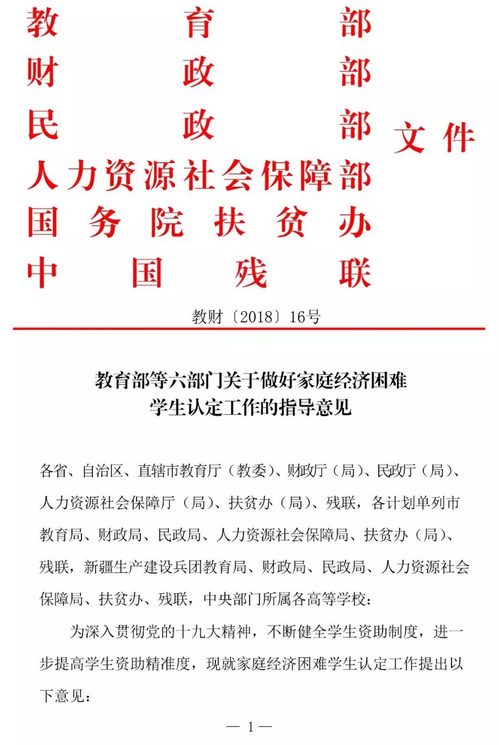 教育部
财政部
民政部
人力资源社会保障部
国务院扶贫办
中国残联
文件
教财〔2018〕16号
教育部等六部门关于做好家庭经济困难
学生认定工作的指导意见
各省、自治区、直辖市教育厅（教委）、财政厅（局）、民政厅（局）、
人力资源社会保障厅（局）、扶贫办（局）、残联，各计划单列市
教育局、财政局、民政局、人力资源社会保障局、扶贫办（局）、
残联，新疆生产建设兵团教育局、财政局、民政局、人力资源社会
保障局、扶贫办、残联，中央部门所属各高等学校：
为深入贯彻党的十九大精神，不断健全学生资助制度，进一
步提高学生资助精准度，现就家庭经济困难学生认定工作提出以
下意见：
— 1 —